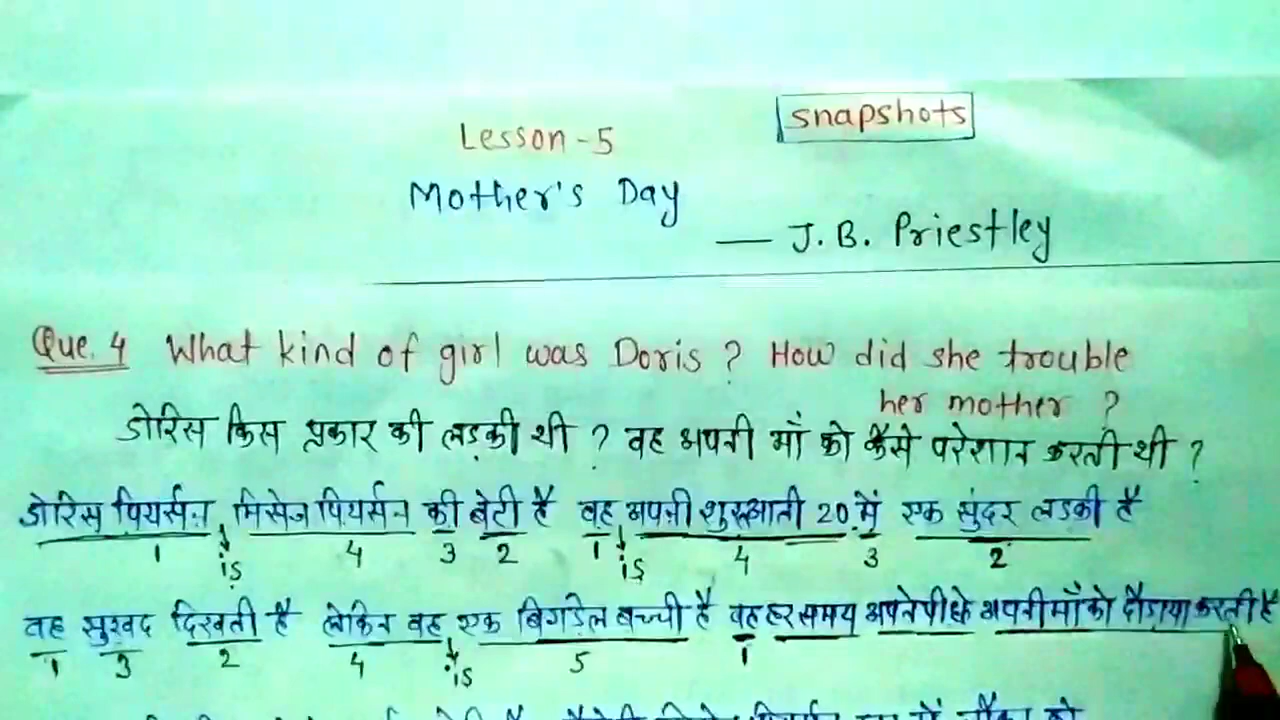 snapshots
Lesson-5
Mother's Day
— J. B. Priestley
Que. 4 What kind of girl was Doris? How did she trouble
her mother ?
डोरिस किस प्रकार की लड़की थी ? वह अपनी माँ को कैसे परेशान करती थी ?
डोरिस पियर्सन मिसेज पियर्सन की बेटी है वह अपनी शुरुआती 20 में एक सुंदर लडकी है
1 is 4 3 2 1 is 4 3 2
वह सुखद दिखती है लेकिन वह एक बिगडैल बच्ची है वह हर समय अपने पीछे अपनी माँ को दौडाया करती है
1 3 2 4 is 5 1